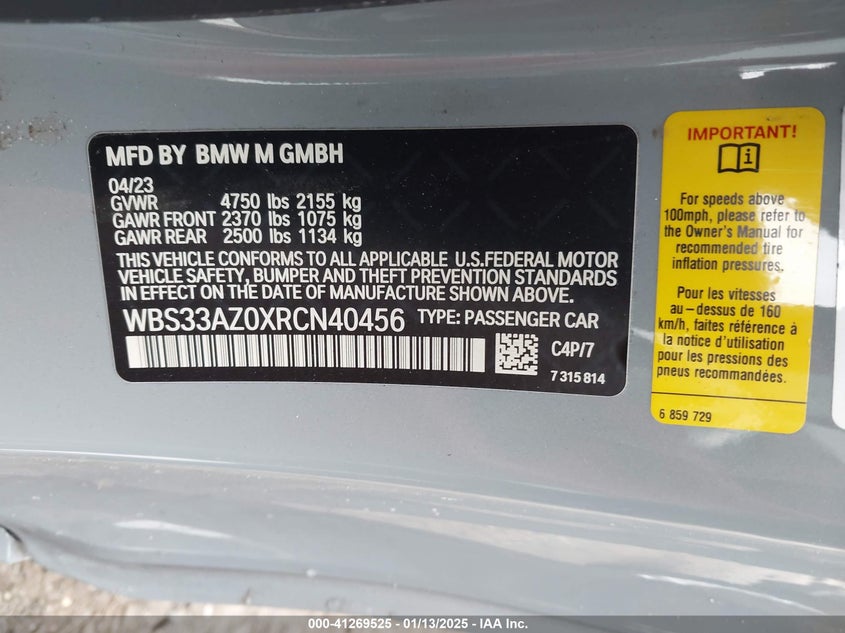 MFD BY BMW M GMBH
04/23
GVWR 4750 lbs 2155 kg
GAWR FRONT 2370 lbs 1075 kg
GAWR REAR 2500 lbs 1134 kg
THIS VEHICLE CONFORMS TO ALL APPLICABLE U.S.FEDERAL MOTOR
VEHICLE SAFETY, BUMPER AND THEFT PREVENTION STANDARDS
IN EFFECT ON THE DATE OF MANUFACTURE SHOWN ABOVE.
WBS33AZ0XRCN40456 TYPE: PASSENGER CAR
C4P/7
7 315 814
IMPORTANT!
For speeds above
100mph, please refer to
the Owner's Manual for
recommended tire
inflation pressures.
Pour les vitesses
au-dessus de 160
km/h, faites référence
à la notice d'utilisation
pour les pressions des
pneus recommandées.
6 859 729
000-41269525 - 01/13/2025 - © IAA Inc.